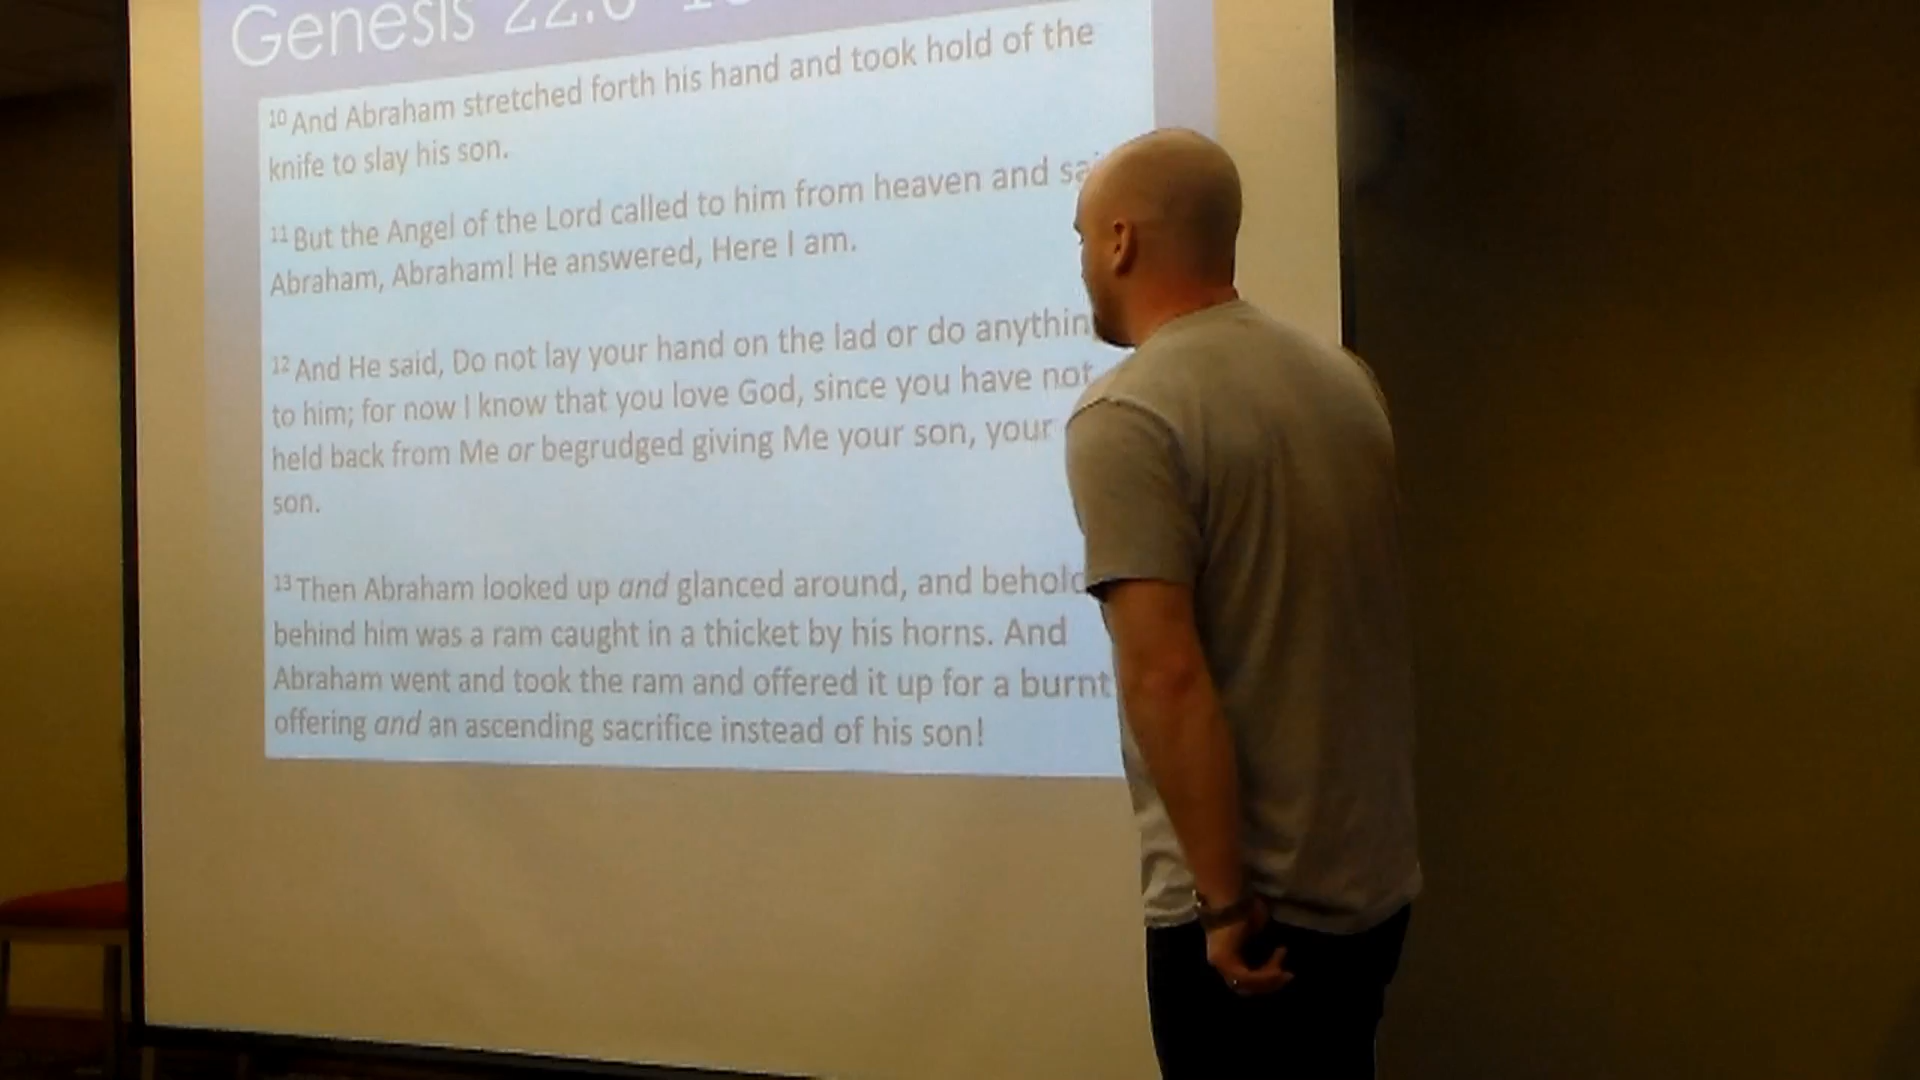 Genesis
10 And Abraham stretched forth his hand and took hold of the
knife to slay his son.
11 But the Angel of the Lord called to him from heaven and
Abraham, Abraham! He answered, Here I am.
12 And He said, Do not lay your hand on the lad or do anythin
to him; for now I know that you love God, since you have not
held back from Me or begrudged giving Me your son, your
son.
13 Then Abraham looked up and glanced around, and behold
behind him was a ram caught in a thicket by his horns. And
Abraham went and took the ram and offered it up for a burnt
offering and an ascending sacrifice instead of his son!